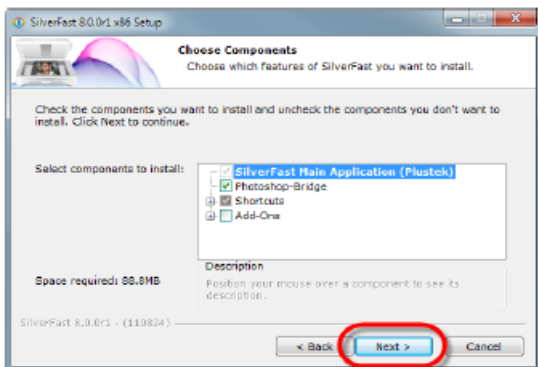 SilverFast 8.0.0r1 x86 Setup
Choose Components
Choose which features of SilverFast you want to install.
Check the components you want to install and uncheck the components you don't want to
install. Click Next to continue.
Select components to install:
SilverFast Main Application (Plustek)
Photoshop-Bridge
Shortcuts
Add-Ons
Space required: 88.8MB
Description
Position your mouse over a component to see its
description.
SilverFast 8.0.0r1 - (110824)
< Back
Next >
Cancel